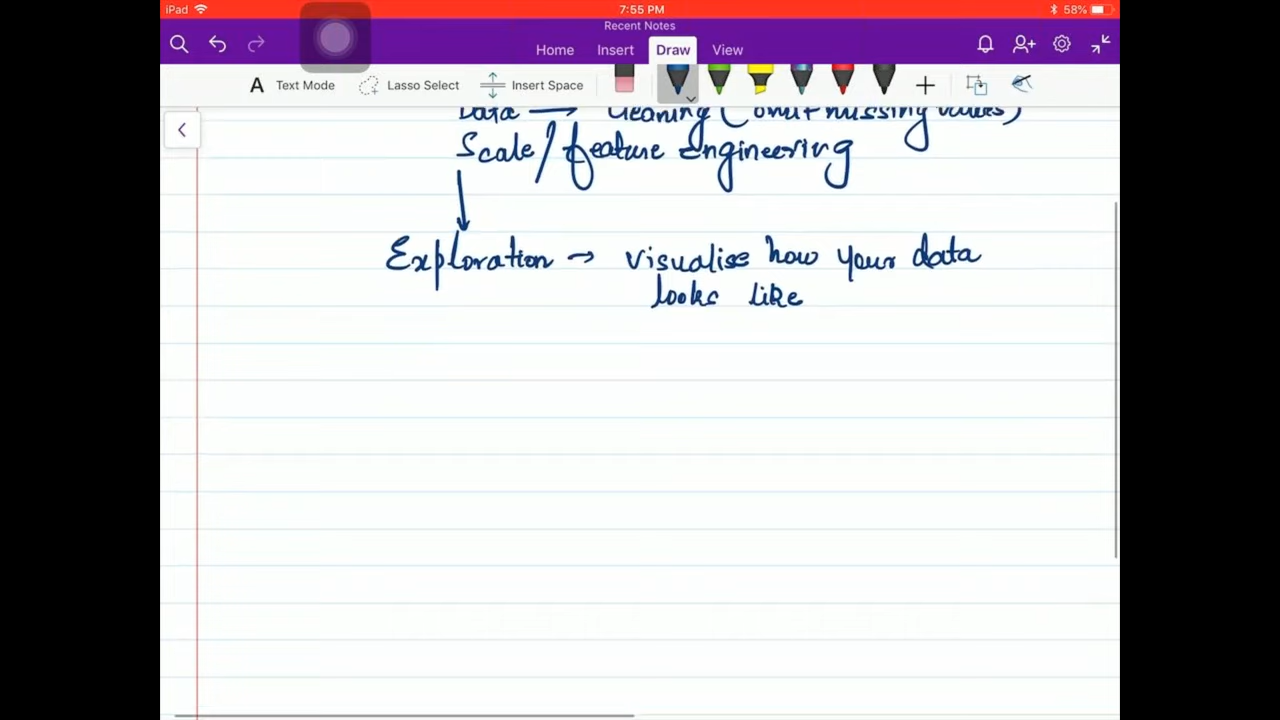 iPad 7:55 PM 58%
Recent Notes
Home Insert Draw View
A Text Mode Lasso Select Insert Space
Data → Cleaning (omit missing values)
Scale/feature Engineering
Exploration → visualise how your data
looks like